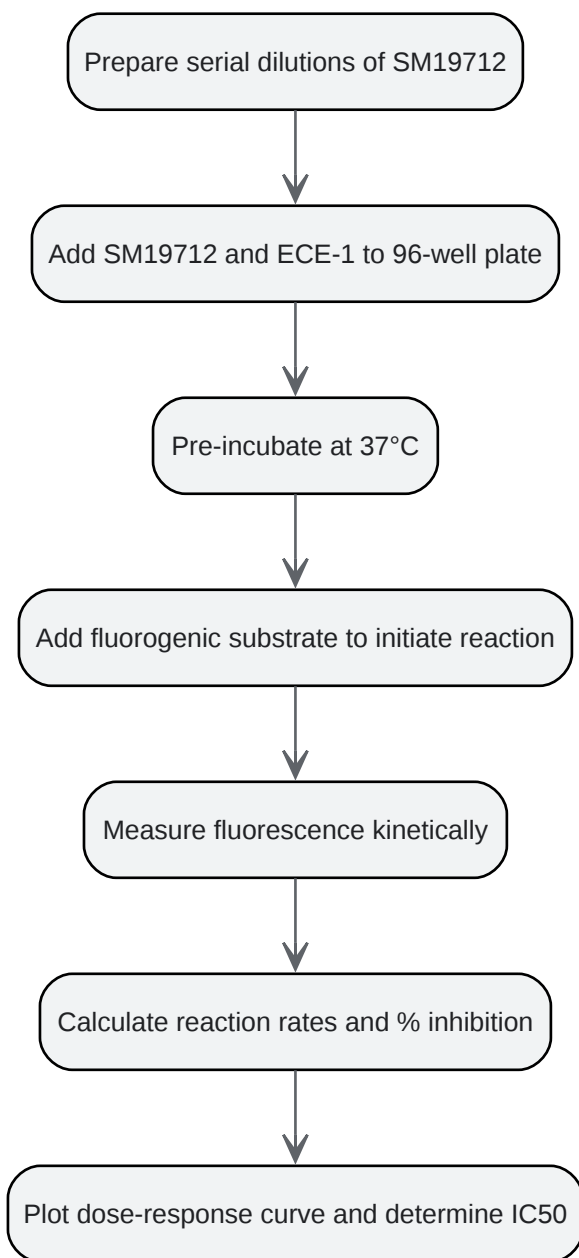 Prepare serial dilutions of SM19712
Add SM19712 and ECE-1 to 96-well plate
Pre-incubate at 37°C
Add fluorogenic substrate to initiate reaction
Measure fluorescence kinetically
Calculate reaction rates and % inhibition
Plot dose-response curve and determine IC50